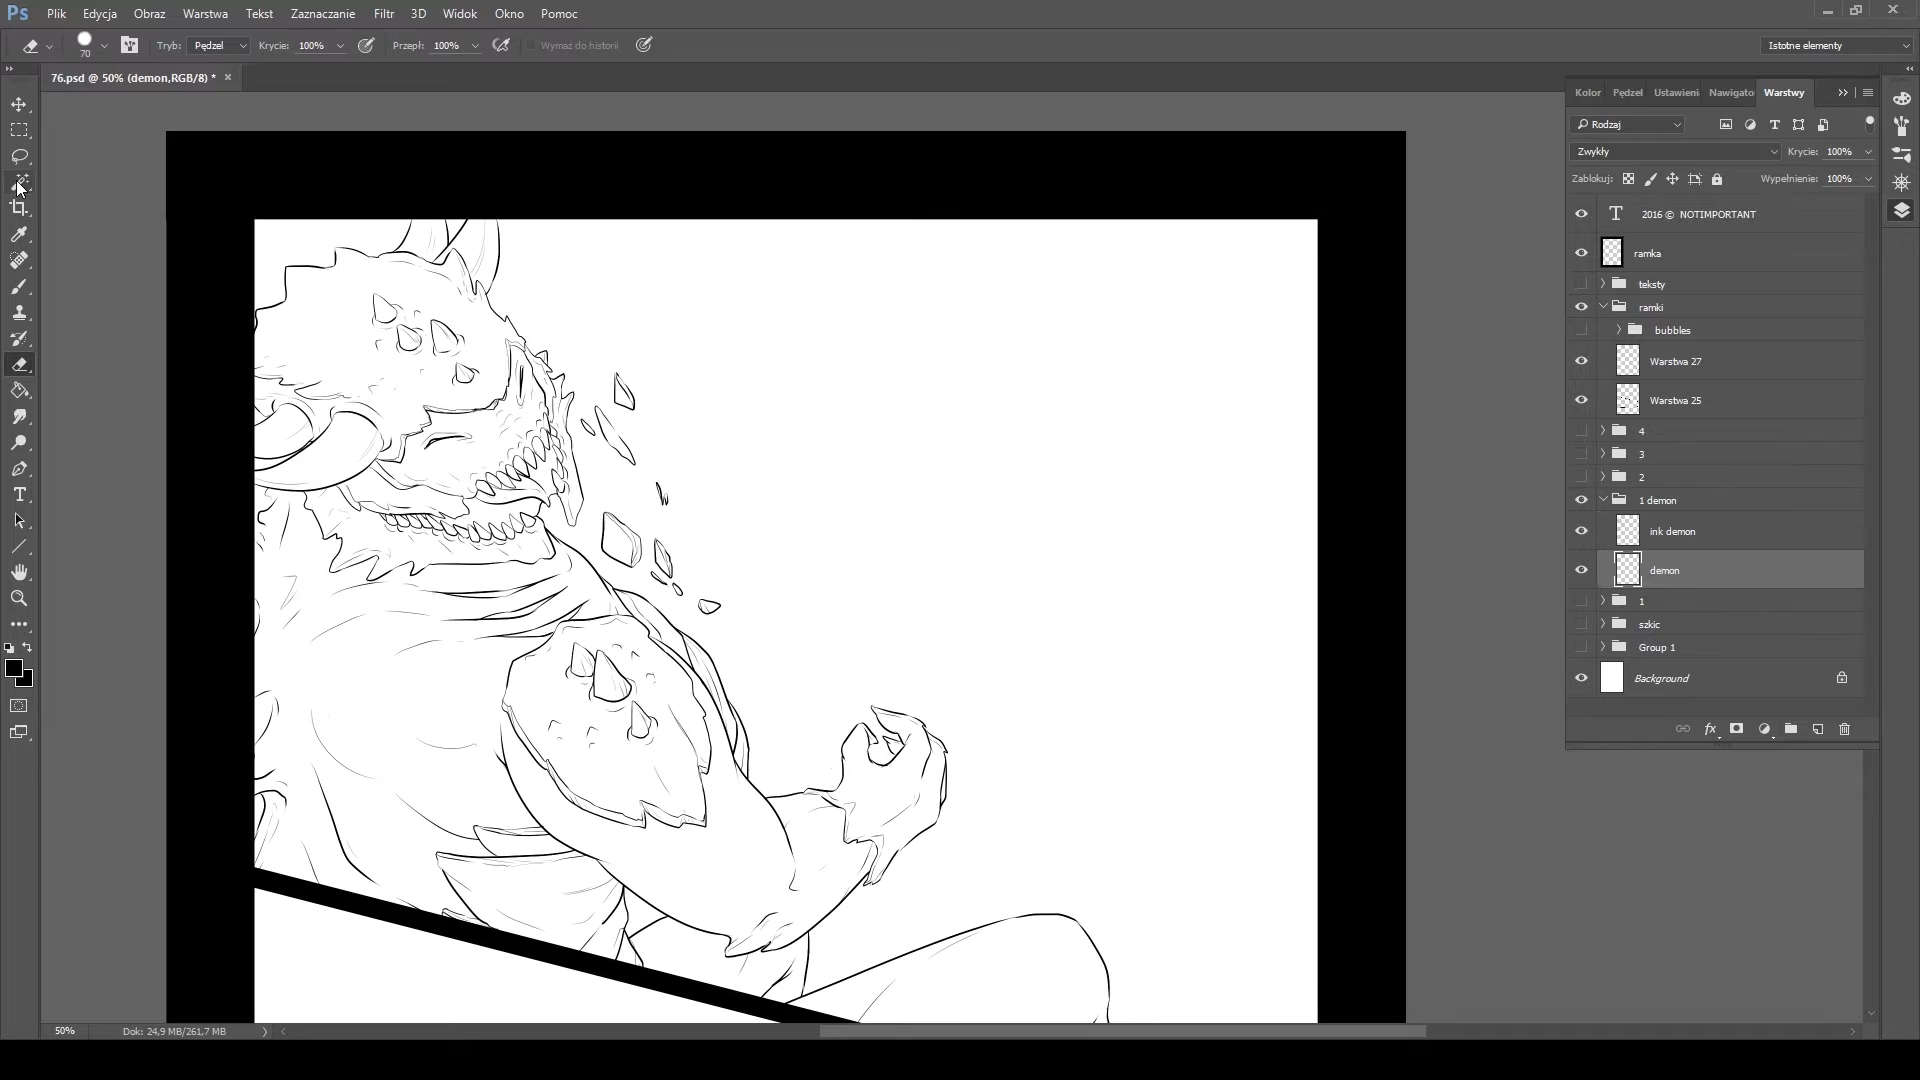 Ps Plik Edycja Obraz Warstwa Tekst Zaznaczanie Filtr 3D Widok Okno Pomoc
70 Tryb: Pędzel Krycie: 100% Przepł: 100% Wymaż do historii Istotne elementy
76.psd @ 50% (demon,RGB/8) *
Kolor Pędzel Ustawieni Nawigato Warstwy
Rodzaj
Zwykły Krycie: 100%
Zablokuj: Wypełnienie: 100%
2016 © NOTIMPORTANT
ramka
teksty
ramki
bubbles
Warstwa 27
Warstwa 25
4
3
2
1 demon
ink demon
demon
1
szkic
Group 1
Background
50% Dok: 24,9 MB/261,7 MB